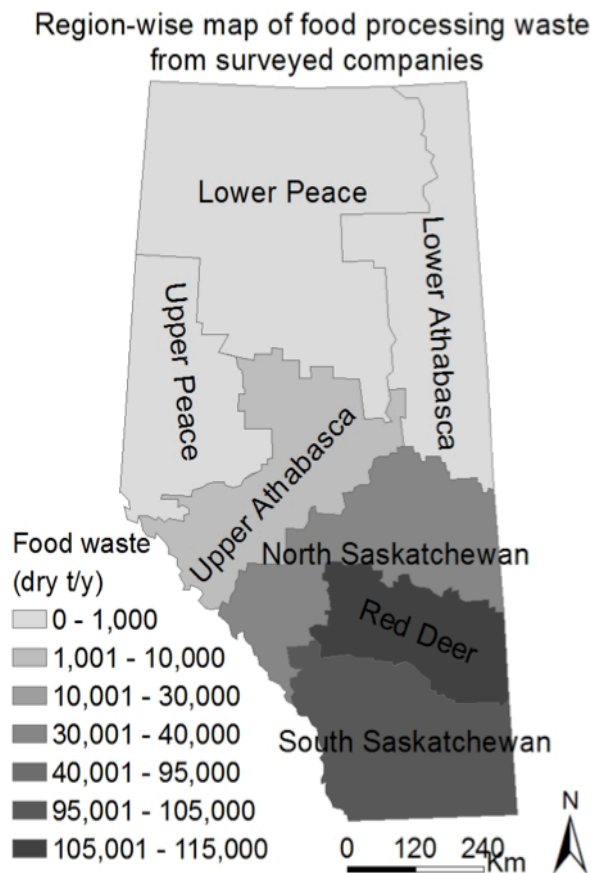 Region-wise map of food processing waste
from surveyed companies
Lower Peace
Lower Athabasca
Upper Peace
Upper Athabasca
North Saskatchewan
Red Deer
South Saskatchewan
Food waste
(dry t/y)
0 - 1,000
1,001 - 10,000
10,001 - 30,000
30,001 - 40,000
40,001 - 95,000
95,001 - 105,000
105,001 - 115,000
N
0 120 240 Km